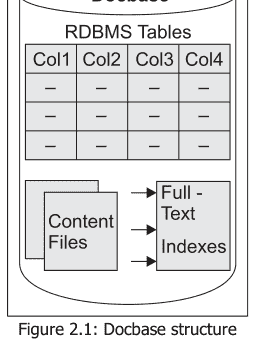 Docbase
RDBMS Tables
Col1 Col2 Col3 Col4
– – – –
– – – –
– – – –
Content
Files
Full -
Text
Indexes
Figure 2.1: Docbase structure